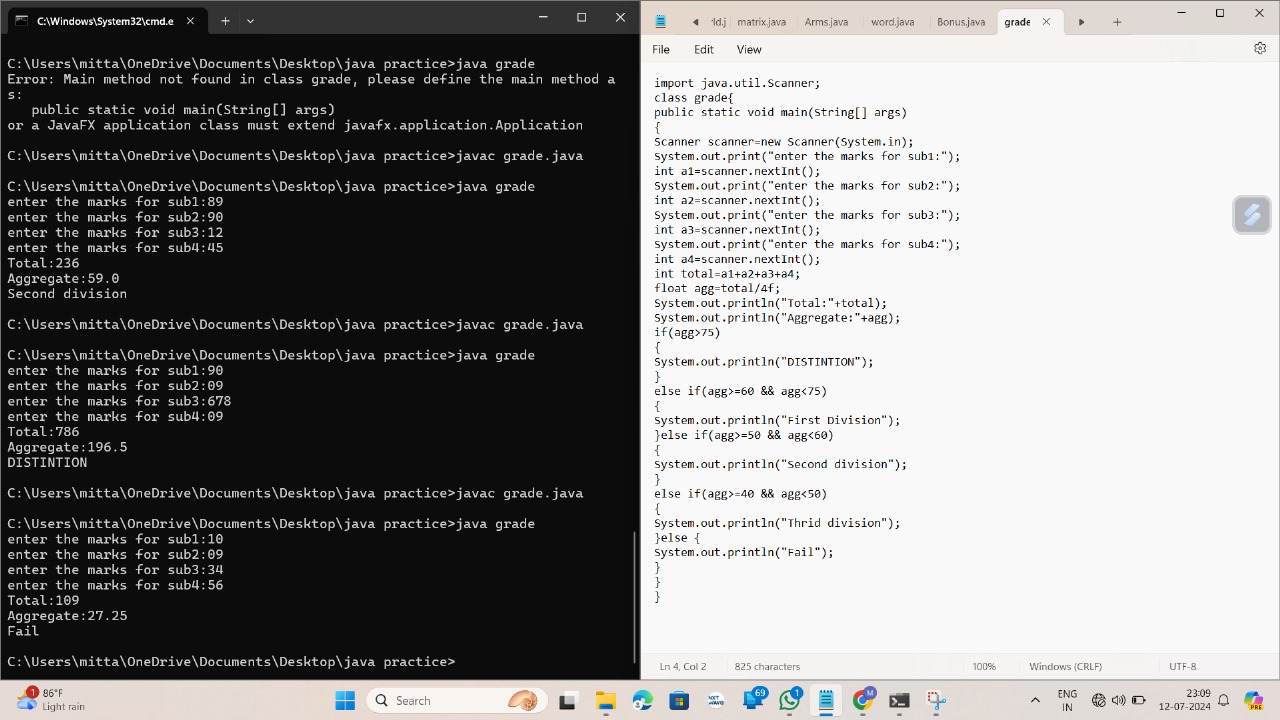 C:\Windows\System32\cmd.e
C:\Users\mitta\OneDrive\Documents\Desktop\java practice>java grade
Error: Main method not found in class grade, please define the main method a
s:
   public static void main(String[] args)
or a JavaFX application class must extend javafx.application.Application
C:\Users\mitta\OneDrive\Documents\Desktop\java practice>javac grade.java
C:\Users\mitta\OneDrive\Documents\Desktop\java practice>java grade
enter the marks for sub1:89
enter the marks for sub2:90
enter the marks for sub3:12
enter the marks for sub4:45
Total:236
Aggregate:59.0
Second division
C:\Users\mitta\OneDrive\Documents\Desktop\java practice>javac grade.java
C:\Users\mitta\OneDrive\Documents\Desktop\java practice>java grade
enter the marks for sub1:90
enter the marks for sub2:09
enter the marks for sub3:678
enter the marks for sub4:09
Total:786
Aggregate:196.5
DISTINTION
C:\Users\mitta\OneDrive\Documents\Desktop\java practice>javac grade.java
C:\Users\mitta\OneDrive\Documents\Desktop\java practice>java grade
enter the marks for sub1:10
enter the marks for sub2:09
enter the marks for sub3:34
enter the marks for sub4:56
Total:109
Aggregate:27.25
Fail
C:\Users\mitta\OneDrive\Documents\Desktop\java practice>
ld.j matrix.java Arms.java word.java Bonus.java grade
File Edit View
import java.util.Scanner;
class grade{
public static void main(String[] args)
{
Scanner scanner=new Scanner(System.in);
System.out.print("enter the marks for sub1:");
int a1=scanner.nextInt();
System.out.print("enter the marks for sub2:");
int a2=scanner.nextInt();
System.out.print("enter the marks for sub3:");
int a3=scanner.nextInt();
System.out.print("enter the marks for sub4:");
int a4=scanner.nextInt();
int total=a1+a2+a3+a4;
float agg=total/4f;
System.out.println("Total:"+total);
System.out.println("Aggregate:"+agg);
if(agg>75)
{
System.out.println("DISTINTION");
}
else if(agg>=60 && agg<75)
{
System.out.println("First Division");
}else if(agg>=50 && agg<60)
{
System.out.println("Second division");
}
else if(agg>=40 && agg<50)
{
System.out.println("Thrid division");
}else {
System.out.println("Fail");
}
}
}
Ln 4, Col 2 825 characters 100% Windows (CRLF) UTF-8
1 86°F
Light rain
Search
69
1
M
ENG
IN
23:09
12-07-2024
PRE